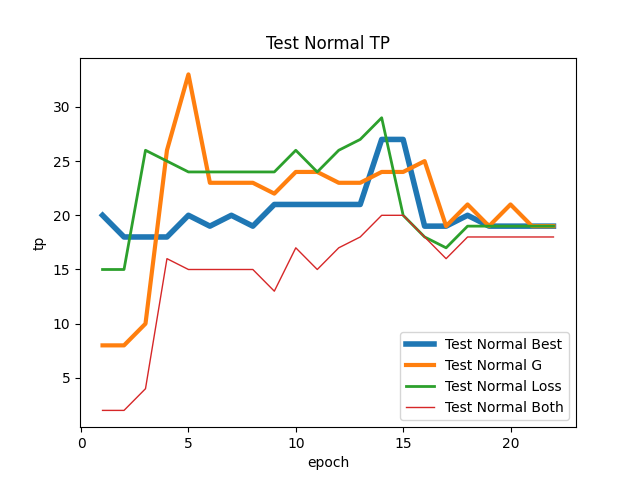 Test Normal TP
30
25
20
15
10
5
tp
0
5
10
15
20
epoch
Test Normal Best
Test Normal G
Test Normal Loss
Test Normal Both